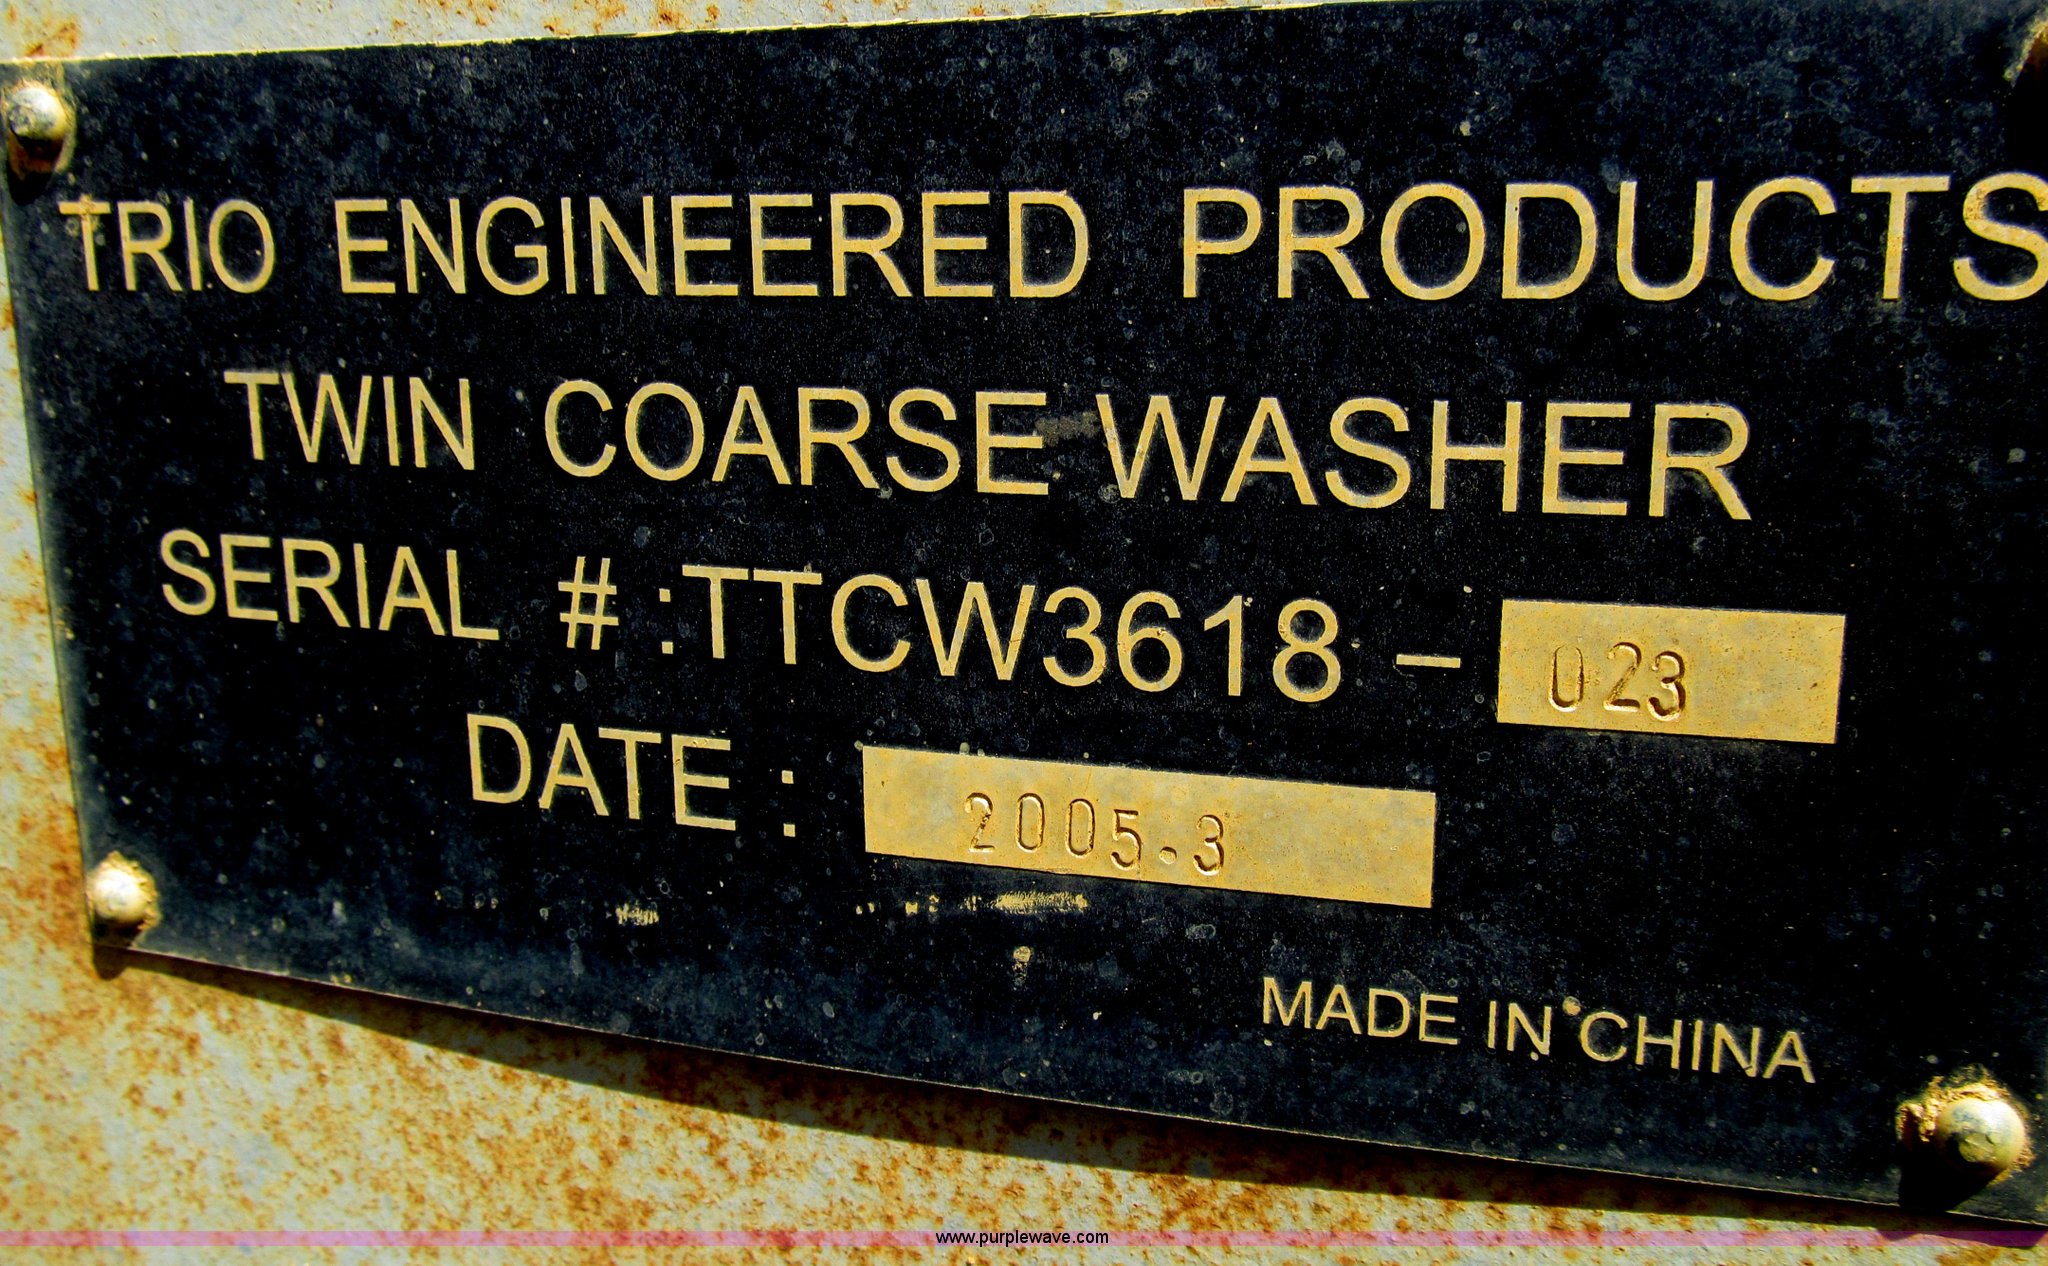 TRIO ENGINEERED PRODUCTS
TWIN COARSE WASHER
SERIAL # :TTCW3618 - 023
DATE : 2005.3
MADE IN CHINA
www.purplewave.com